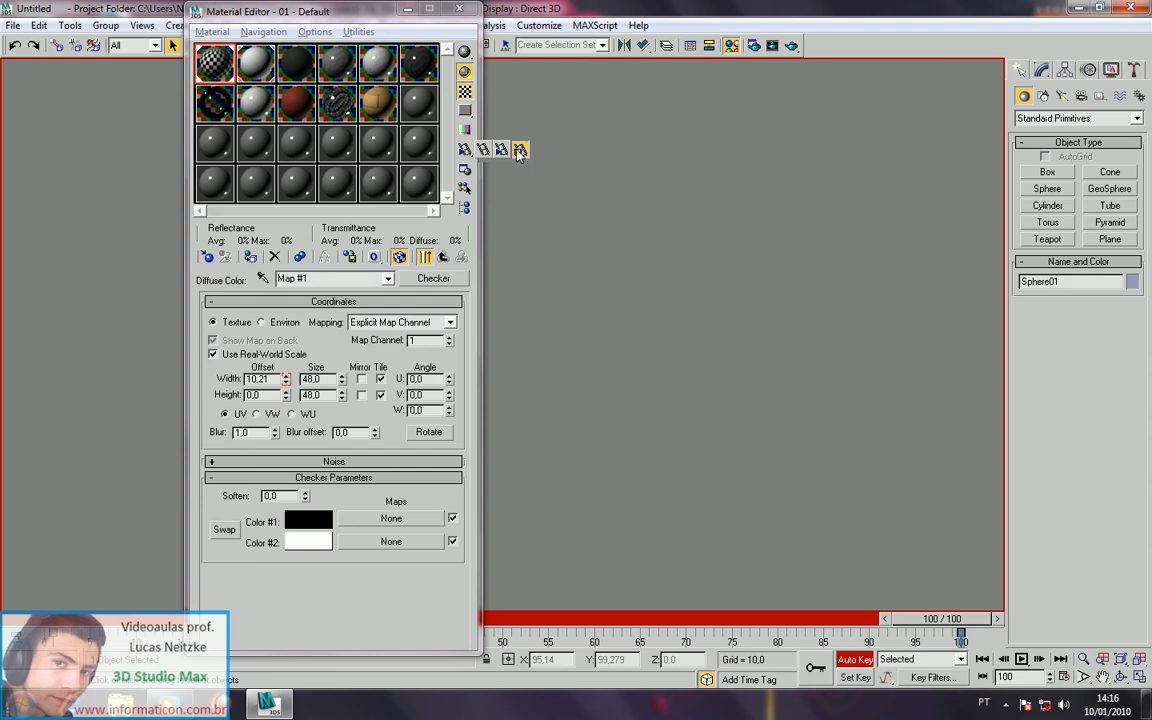 Untitled - Project Folder: C:\Us
Material Editor - 01 - Default
Display : Direct 3D
File Edit Tools Group Views Crea
Material Navigation Options Utilities
Customize MAXScript Help
All
Create Selection Set
Standard Primitives
Object Type
AutoGrid
Box Cone
Sphere GeoSphere
Cylinder Tube
Torus Pyramid
Teapot Plane
Name and Color
Sphere01
Reflectance Transmittance
Avg: 0% Max: 0% Avg: 0% Max: 0% Diffuse: 0%
Diffuse Color: Map #1 Checker
Coordinates
Texture Environ Mapping: Explicit Map Channel
Show Map on Back Map Channel: 1
Use Real-World Scale
Offset Size Mirror Tile Angle
Width: 10,21 48,0 U: 0,0
Height: 0,0 48,0 V: 0,0
UV VW WU W: 0,0
Blur: 1,0 Blur offset: 0,0 Rotate
Noise
Checker Parameters
Soften: 0,0 Maps
Swap Color #1: None
Color #2: None
Videoaulas prof.
Lucas Neitzke
3D Studio Max
www.informaticon.com.br
100 / 100
50 55 60 65 70 75 80 85 90 95 100
X: 95,14 Y: 99,279 Z: 0,0 Grid = 10,0 Auto Key Selected
Add Time Tag Set Key Key Filters... 100
PT 14:16
10/01/2010